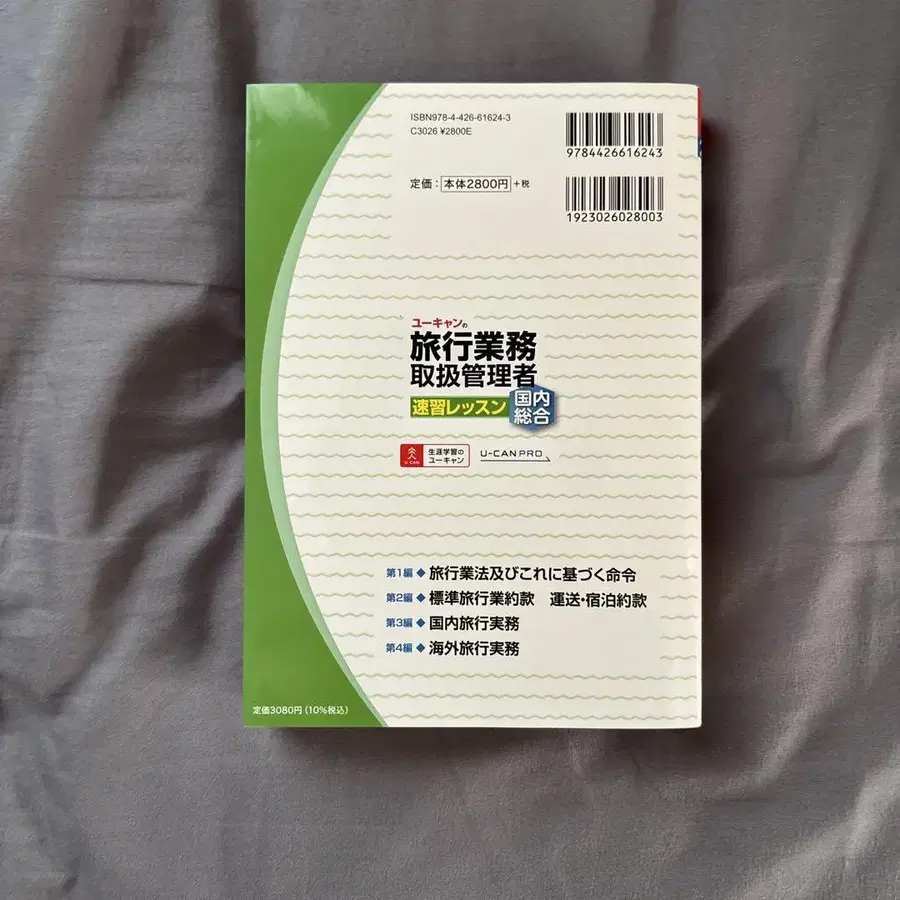 ISBN978-4-426-61624-3
C3026 ¥2800E
9784426616243
定価：本体2800円+税
1923026028003
ユーキャンの
旅行業務
取扱管理者
速習レッスン
国内
総合
U-CAN
生涯学習の
ユーキャン
U-CAN PRO
第1編◆旅行業法及びこれに基づく命令
第2編◆標準旅行業約款　運送・宿泊約款
第3編◆国内旅行実務
第4編◆海外旅行実務
定価3080円（10%税込）